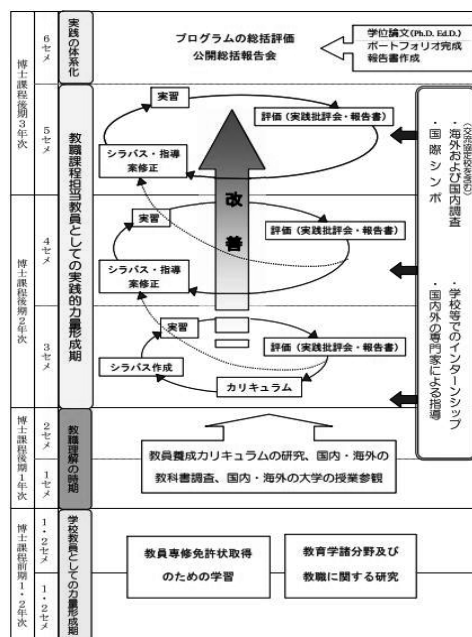 博士課程後期3年次
6セメ
実践の体系化
プログラムの総括評価
公開総括報告会
学位論文(Ph.D. Ed.D.)
ポートフォリオ完成
報告書作成
5セメ
教職課程担当教員としての実践的力量形成期
実習
評価（実践批評会・報告書）
シラバス・指導
案修正
改善
博士課程後期2年次
4セメ
実習
評価（実践批評会・報告書）
シラバス・指導
案修正
3セメ
実習
評価（実践批評会・報告書）
シラバス作成
カリキュラム
（交流協定校を含む）
・海外および国内調査
・国際シンポ
・学校等でのインターンシップ
・国内外の専門家による指導
博士課程後期1年次
2セメ
1セメ
教職理解の時期
教員養成カリキュラムの研究、国内・海外の
教科書調査、国内・海外の大学の授業参観
博士課程前期1・2年次
1・2セメ
1・2セメ
学校教員としての力量形成期
教員専修免許状取得
のための学習
教育学諸分野及び
教職に関する研究